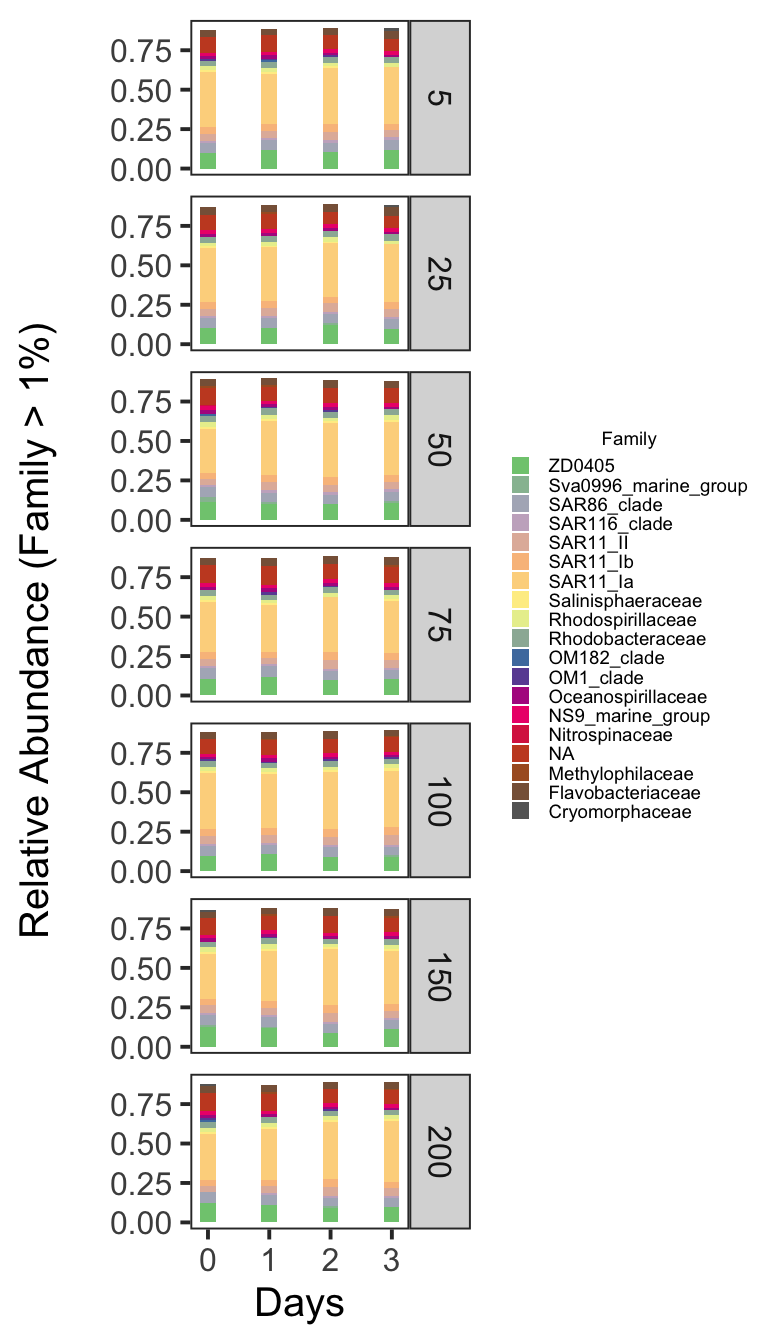 Relative Abundance (Family > 1%)
0.75
0.50
0.25
0.00
5
0.75
0.50
0.25
0.00
25
0.75
0.50
0.25
0.00
50
0.75
0.50
0.25
0.00
75
0.75
0.50
0.25
0.00
100
0.75
0.50
0.25
0.00
150
0.75
0.50
0.25
0.00
200
0 1 2 3
Days
Family
ZD0405
Sva0996_marine_group
SAR86_clade
SAR116_clade
SAR11_II
SAR11_Ib
SAR11_Ia
Salinisphaeraceae
Rhodospirillaceae
Rhodobacteraceae
OM182_clade
OM1_clade
Oceanospirillaceae
NS9_marine_group
Nitrospinaceae
NA
Methylophilaceae
Flavobacteriaceae
Cryomorphaceae